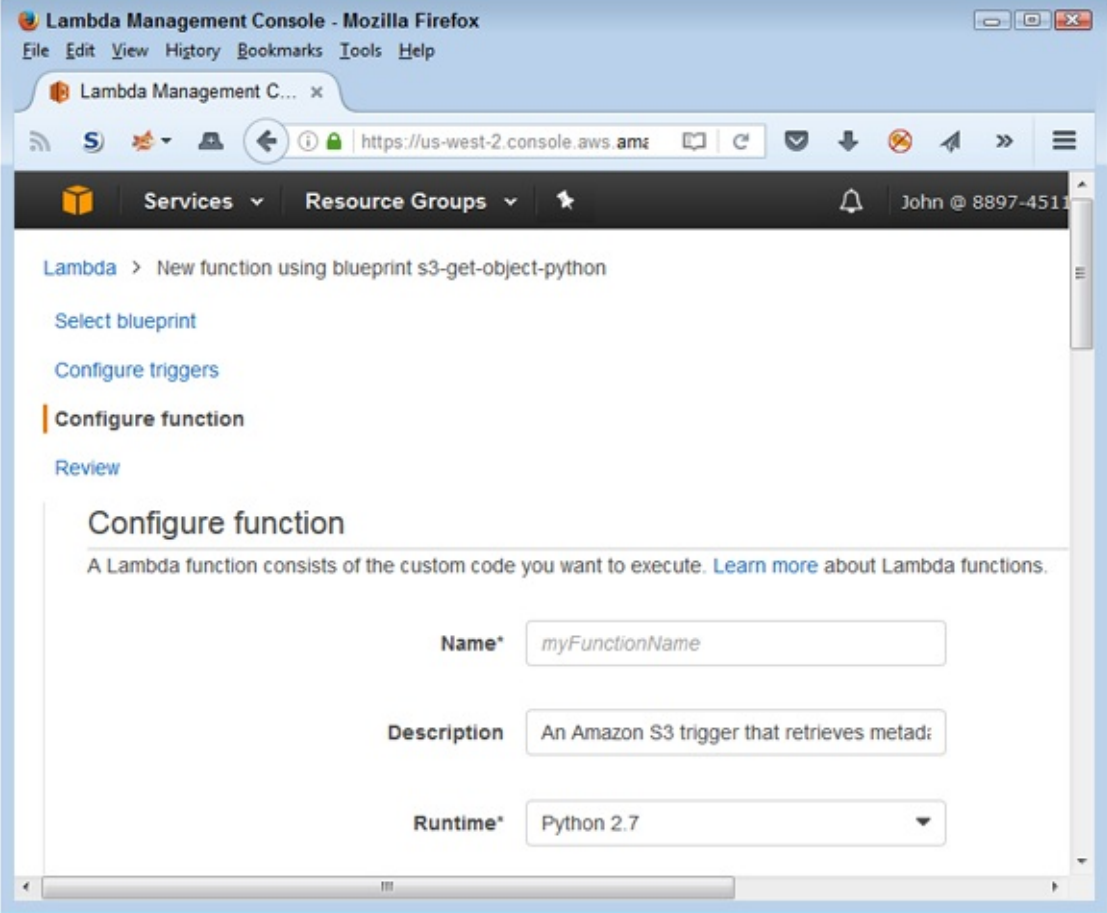 Lambda Management Console - Mozilla Firefox
File Edit View History Bookmarks Tools Help
Lambda Management C... ×
https://us-west-2.console.aws.ama
Services Resource Groups John @ 8897-4511
Lambda > New function using blueprint s3-get-object-python
Select blueprint
Configure triggers
Configure function
Review
Configure function
A Lambda function consists of the custom code you want to execute. Learn more about Lambda functions.
Name* myFunctionName
Description An Amazon S3 trigger that retrieves metada
Runtime* Python 2.7